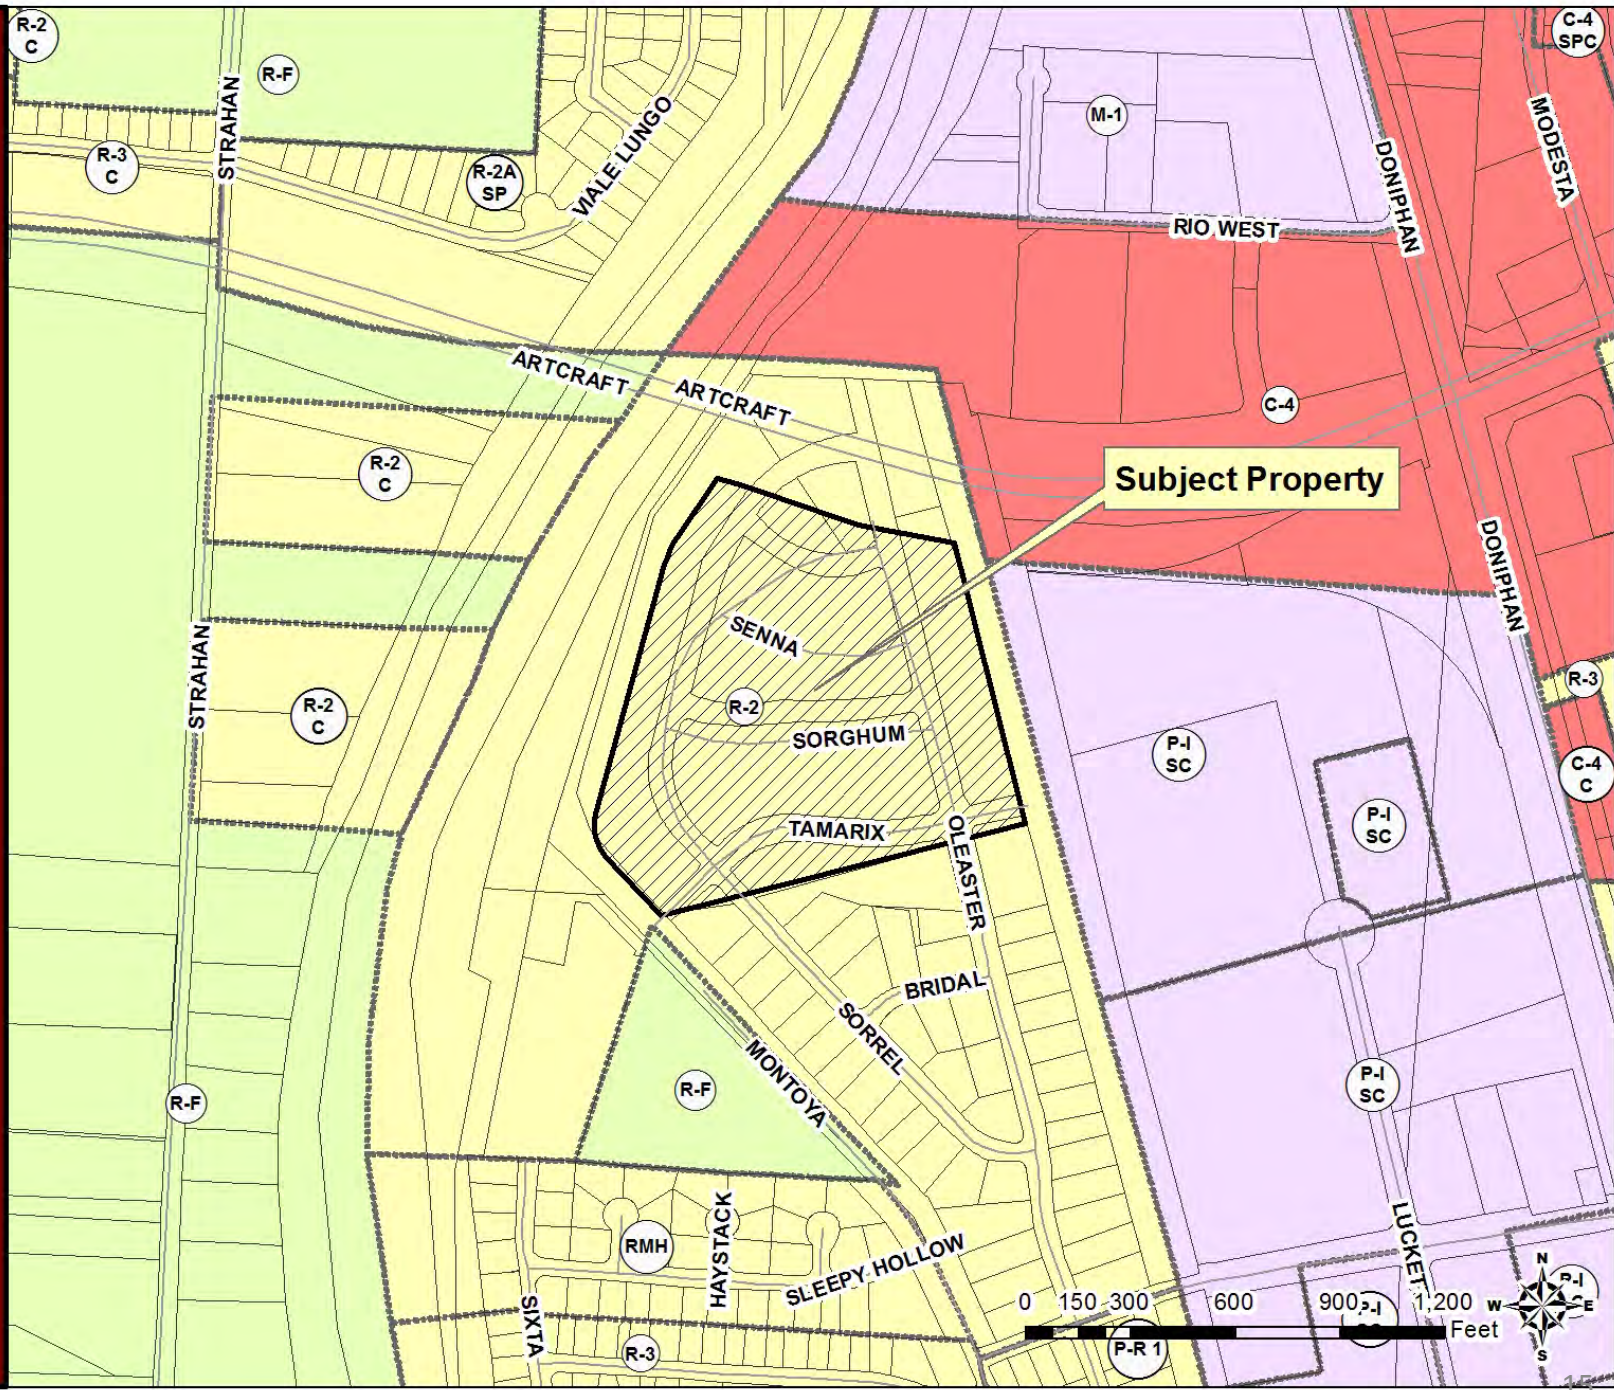 R-2
C
R-F
C-4
SPC
STRAHAN
VIALE LUNGO
M-1
MODESTA
R-3
C
R-2A
SP
DONIPHAN
RIO WEST
ARTCRAFT
ARTCRAFT
C-4
R-2
C
Subject Property
DONIPHAN
STRAHAN
SENNA
R-3
R-2
C
R-2
SORGHUM
P-I
SC
C-4
C
P-I
SC
TAMARIX
OLEASTER
BRIDAL
SORREL
MONTOYA
R-F
R-F
P-I
SC
LUCKETT
HAYSTACK
RMH
SLEEPY HOLLOW
SIXTA
R-3
0 150 300 600 900 1,200
Feet
P-I
P-R 1
N
W E
S